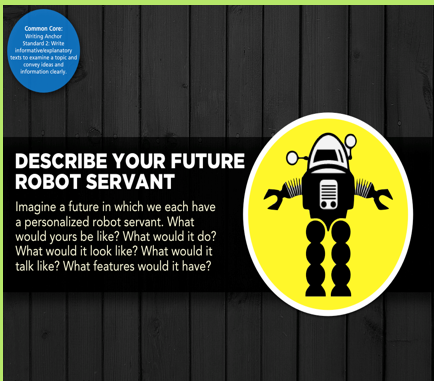 Common Core:
Writing Anchor
Standard 2: Write
informative/explanatory
texts to examine a topic and
convey ideas and
information clearly.
DESCRIBE YOUR FUTURE
ROBOT SERVANT
Imagine a future in which we each have
a personalized robot servant. What
would yours be like? What would it do?
What would it look like? What would it
talk like? What features would it have?